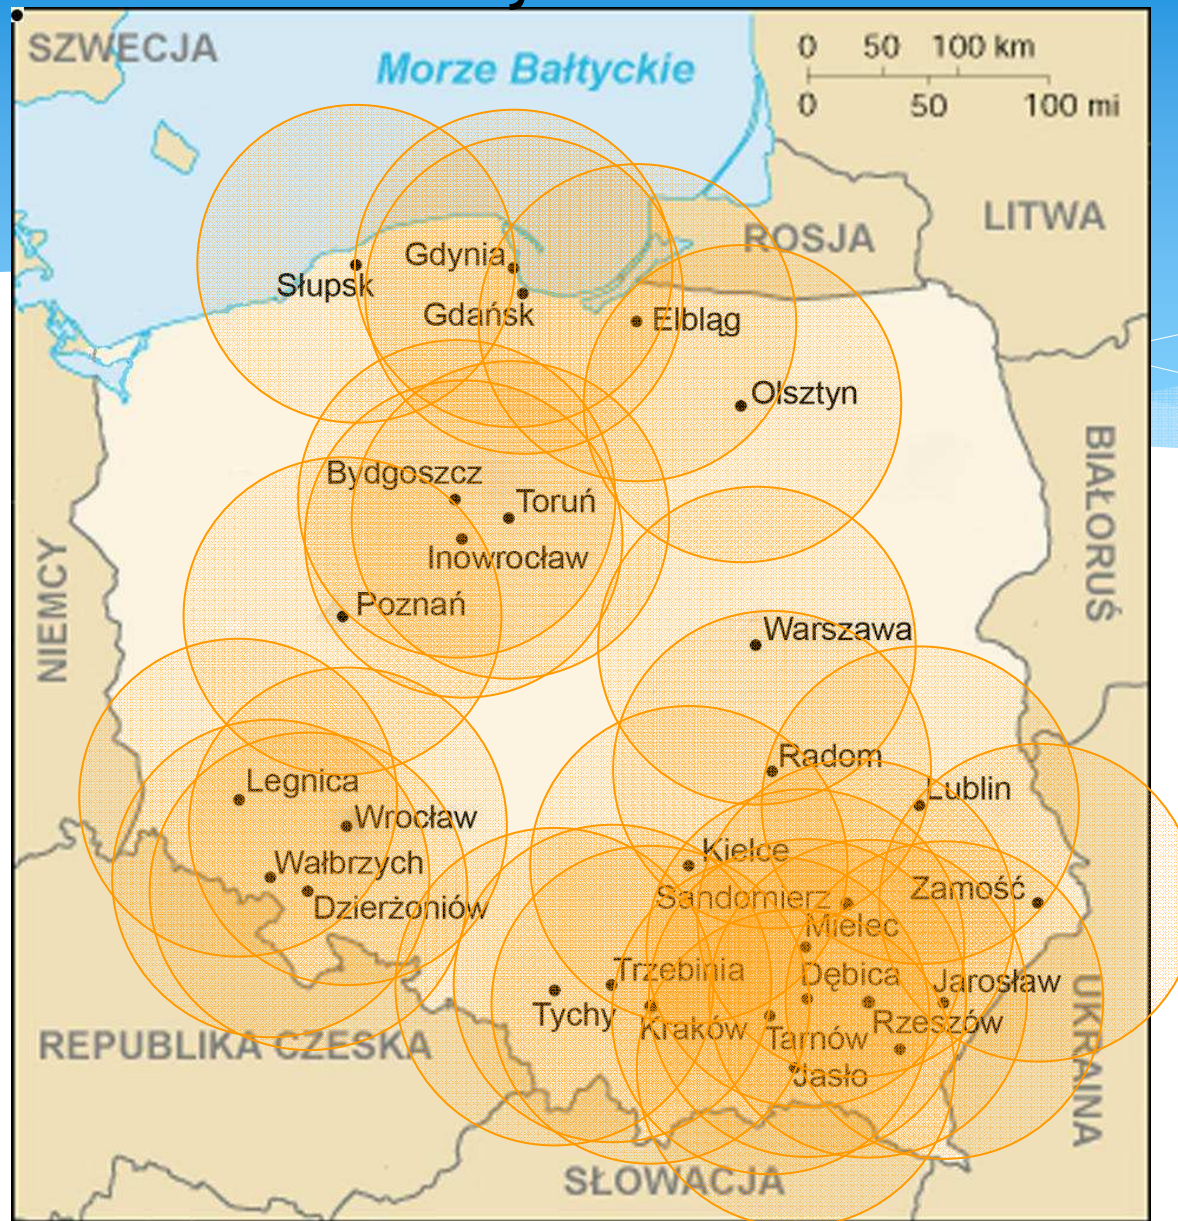 SZWECJA
Morze Bałtyckie
0 50 100 km
0 50 100 mi
LITWA
ROSJA
Gdynia
Słupsk
Gdańsk
Elbląg
Olsztyn
BIAŁORUŚ
Bydgoszcz
Toruń
Inowrocław
NIEMCY
Poznań
Warszawa
Radom
Legnica
Lublin
Wrocław
Kielce
Wałbrzych
Zamość
Sandomierz
Dzierżoniów
Mielec
Trzebinia
Dębica
Jarosław
Tychy
Kraków
Rzeszów
Tarnów
UKRAINA
REPUBLIKA CZESKA
Jasło
SŁOWACJA